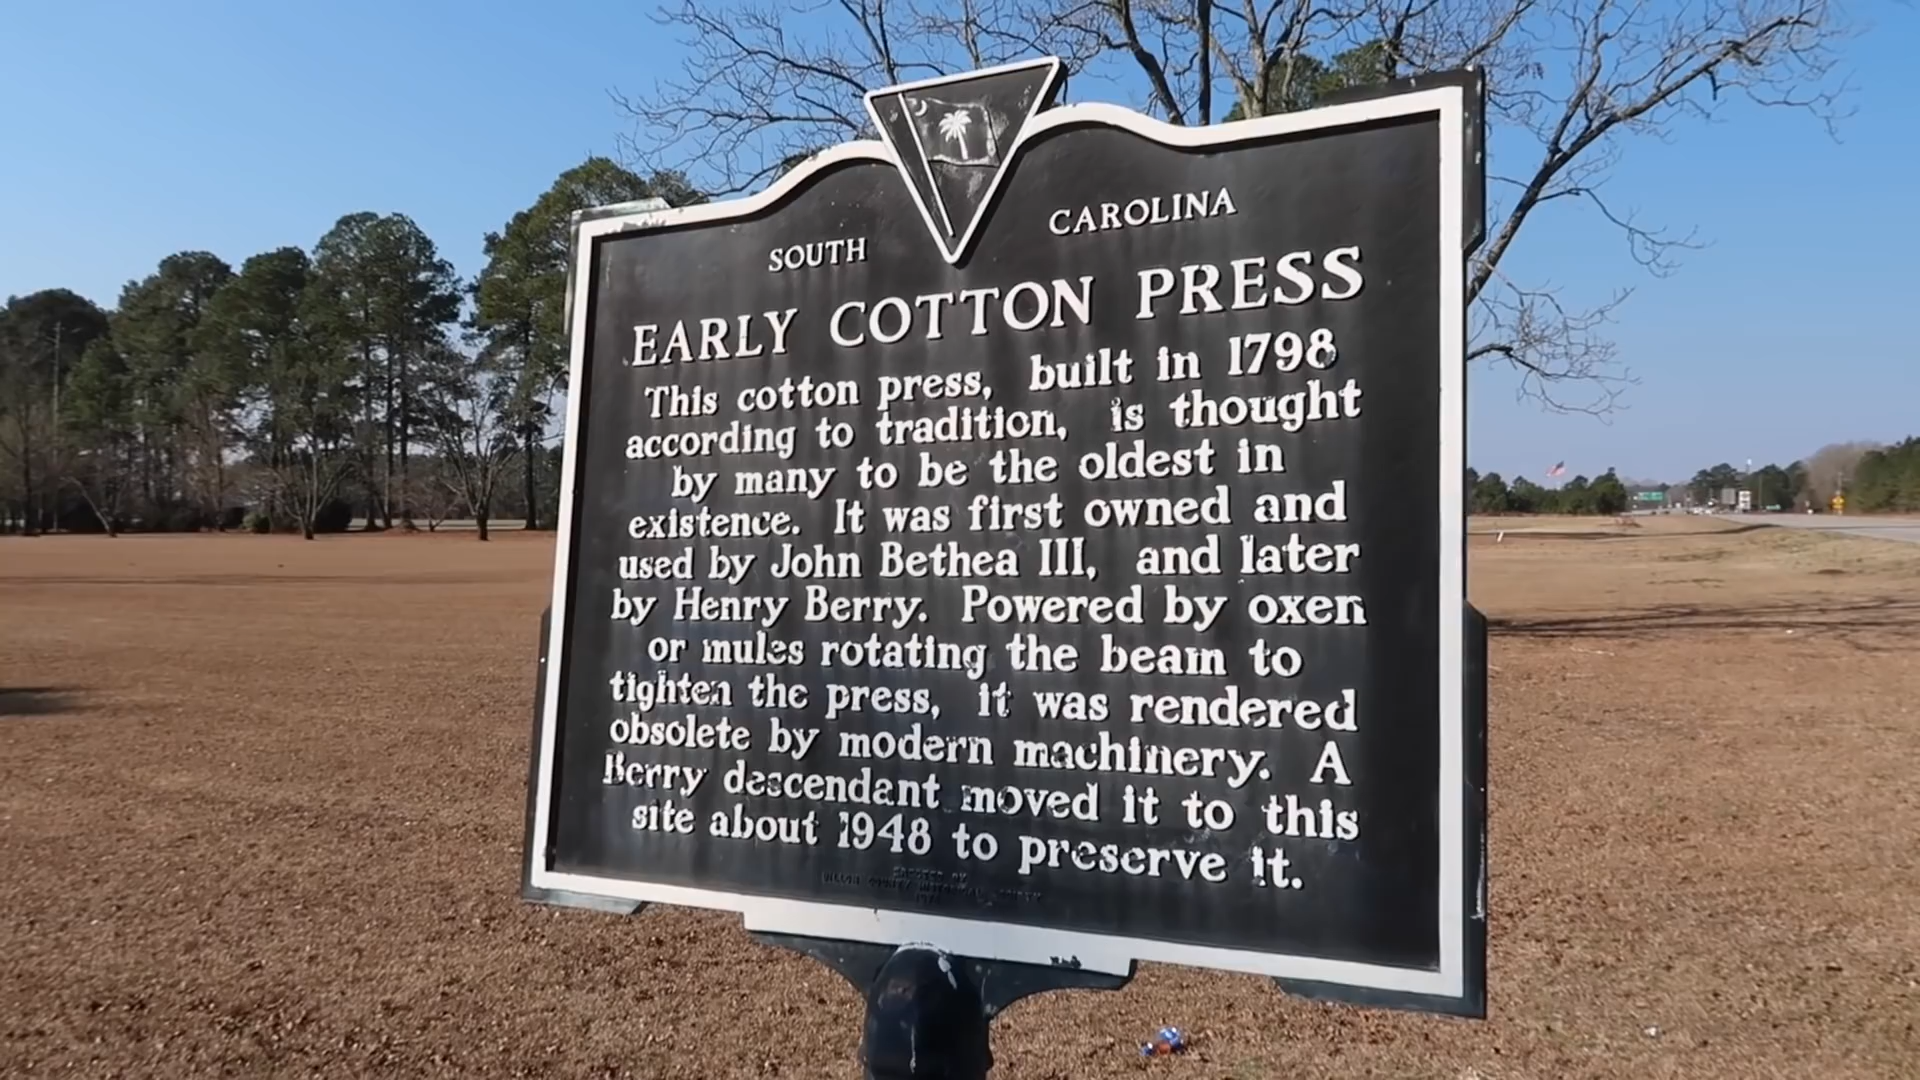 SOUTH CAROLINA
EARLY COTTON PRESS
This cotton press, built in 1798
according to tradition, is thought
by many to be the oldest in
existence. It was first owned and
used by John Bethea III, and later
by Henry Berry. Powered by oxen
or mules rotating the beam to
tighten the press, it was rendered
obsolete by modern machinery. A
Berry descendant moved it to this
site about 1948 to preserve it.